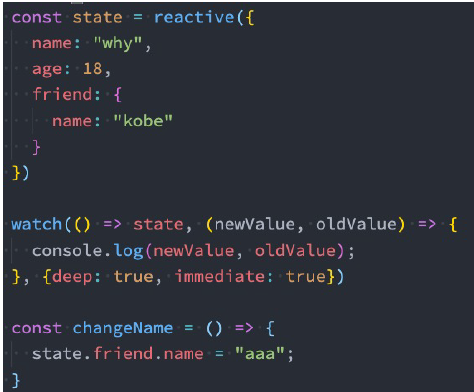 const state = reactive({
  name: "why",
  age: 18,
  friend: {
    name: "kobe"
  }
})

watch(() => state, (newValue, oldValue) => {
  console.log(newValue, oldValue);
}, {deep: true, immediate: true})

const changeName = () => {
  state.friend.name = "aaa";
}